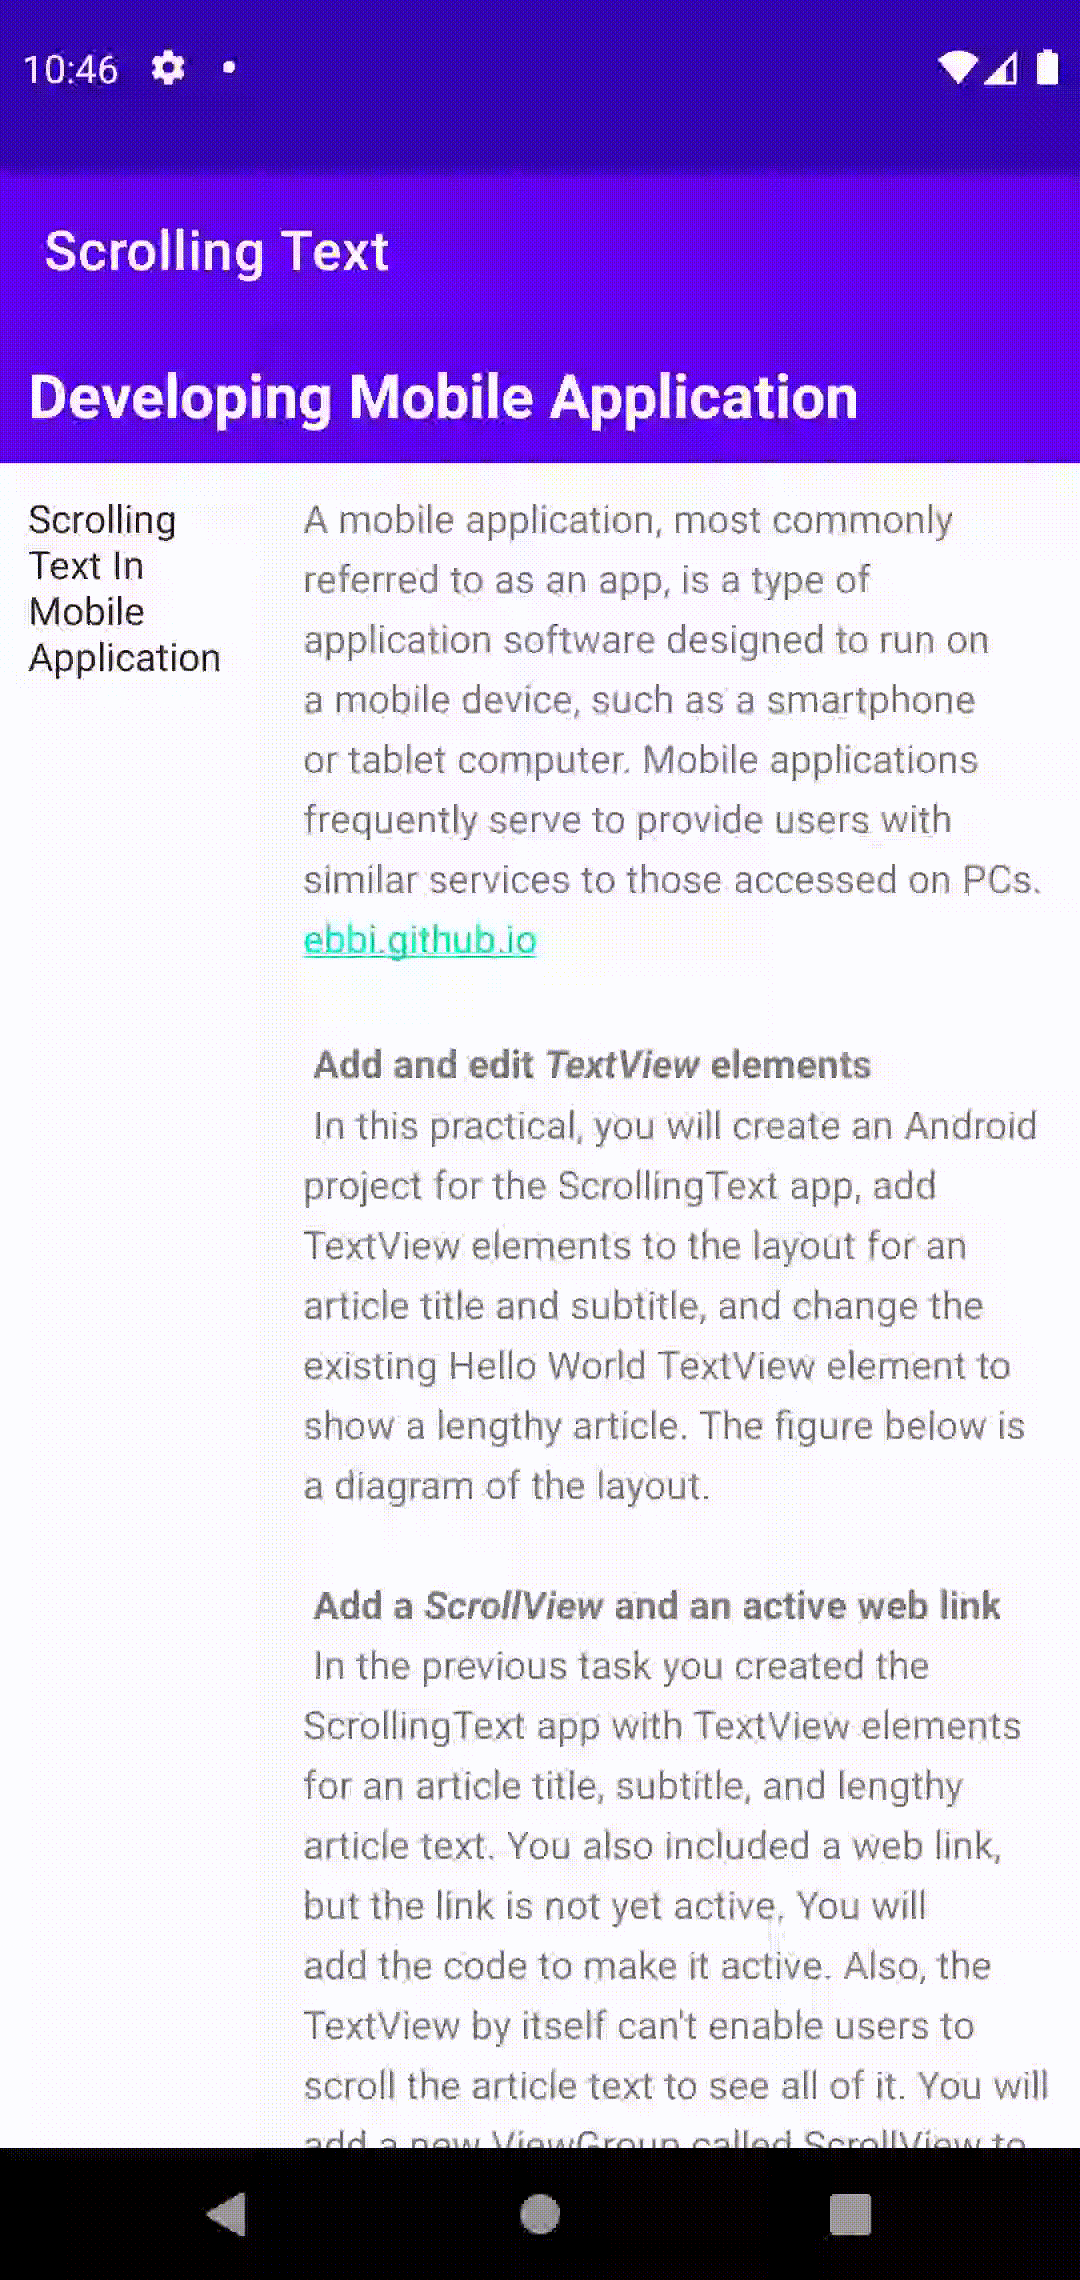 10:46
Scrolling Text
Developing Mobile Application
Scrolling
Text In
Mobile
Application
A mobile application, most commonly
referred to as an app, is a type of
application software designed to run on
a mobile device, such as a smartphone
or tablet computer. Mobile applications
frequently serve to provide users with
similar services to those accessed on PCs.
ebbi.github.io
Add and edit TextView elements
In this practical, you will create an Android
project for the ScrollingText app, add
TextView elements to the layout for an
article title and subtitle, and change the
existing Hello World TextView element to
show a lengthy article. The figure below is
a diagram of the layout.
Add a ScrollView and an active web link
In the previous task you created the
ScrollingText app with TextView elements
for an article title, subtitle, and lengthy
article text. You also included a web link,
but the link is not yet active. You will
add the code to make it active. Also, the
TextView by itself can't enable users to
scroll the article text to see all of it. You will
add a new ViewGroup called ScrollView to